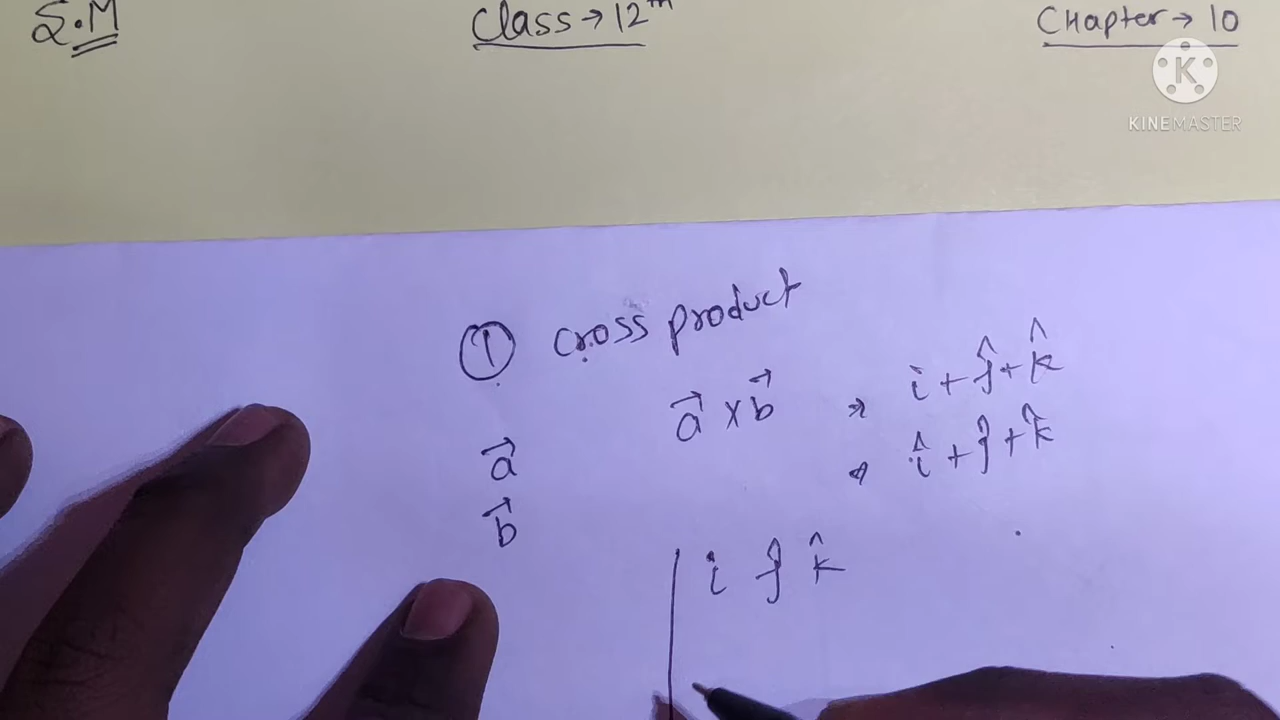 S.M Class→12th Chapter→10
KINEMASTER
① cross product
a⃗ x b⃗ → i + ĵ + k̂
a⃗ → î + ĵ + k̂
b⃗
| i ĵ k̂